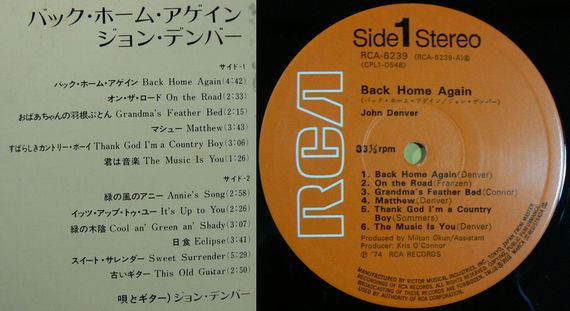 バック・ホーム・アゲイン
ジョン・デンバー
サイド-1
バック・ホーム・アゲイン Back Home Again(4:42)
オン・ザ・ロード On the Road(2:33)
おばあちゃんの羽根ぶとん Grandma's Feather Bed(2:15)
マシュー Matthew(3:43)
すばらしきカントリー・ボーイ Thank God I'm a Country Boy(3:06)
君は音楽 The Music Is You(1:26)
サイド-2
緑の風のアニー Annie's Song(2:58)
イッツ・アップ・トゥ・ユー It's Up to You(2:26)
緑の木陰 Cool an' Green an' Shady(3:07)
日食 Eclipse(3:41)
スイート・サレンダー Sweet Surrender(5:29)
古いギター This Old Guitar(2:50)
唄とギター)ジョン・デンバー
RCA
Side 1 Stereo
RCA-6239 (RCA-6239-A)
(CPL1-0548)
Back Home Again
(バック・ホーム・アゲイン/ジョン・デンバー)
John Denver
33⅓rpm
1. Back Home Again(Denver)
2. On the Road(Franzen)
3. Grandma's Feather Bed(Connor)
4. Matthew(Denver)
5. Thank God I'm a Country
Boy(Sommers)
6. The Music Is You(Denver)
Produced by Milton Okun/Assistant
Producer: Kris O'Connor
Ⓟ '74 RCA RECORDS
MANUFACTURED BY VICTOR MUSICAL INDUSTRIES, INC. TOKYO, JAPAN